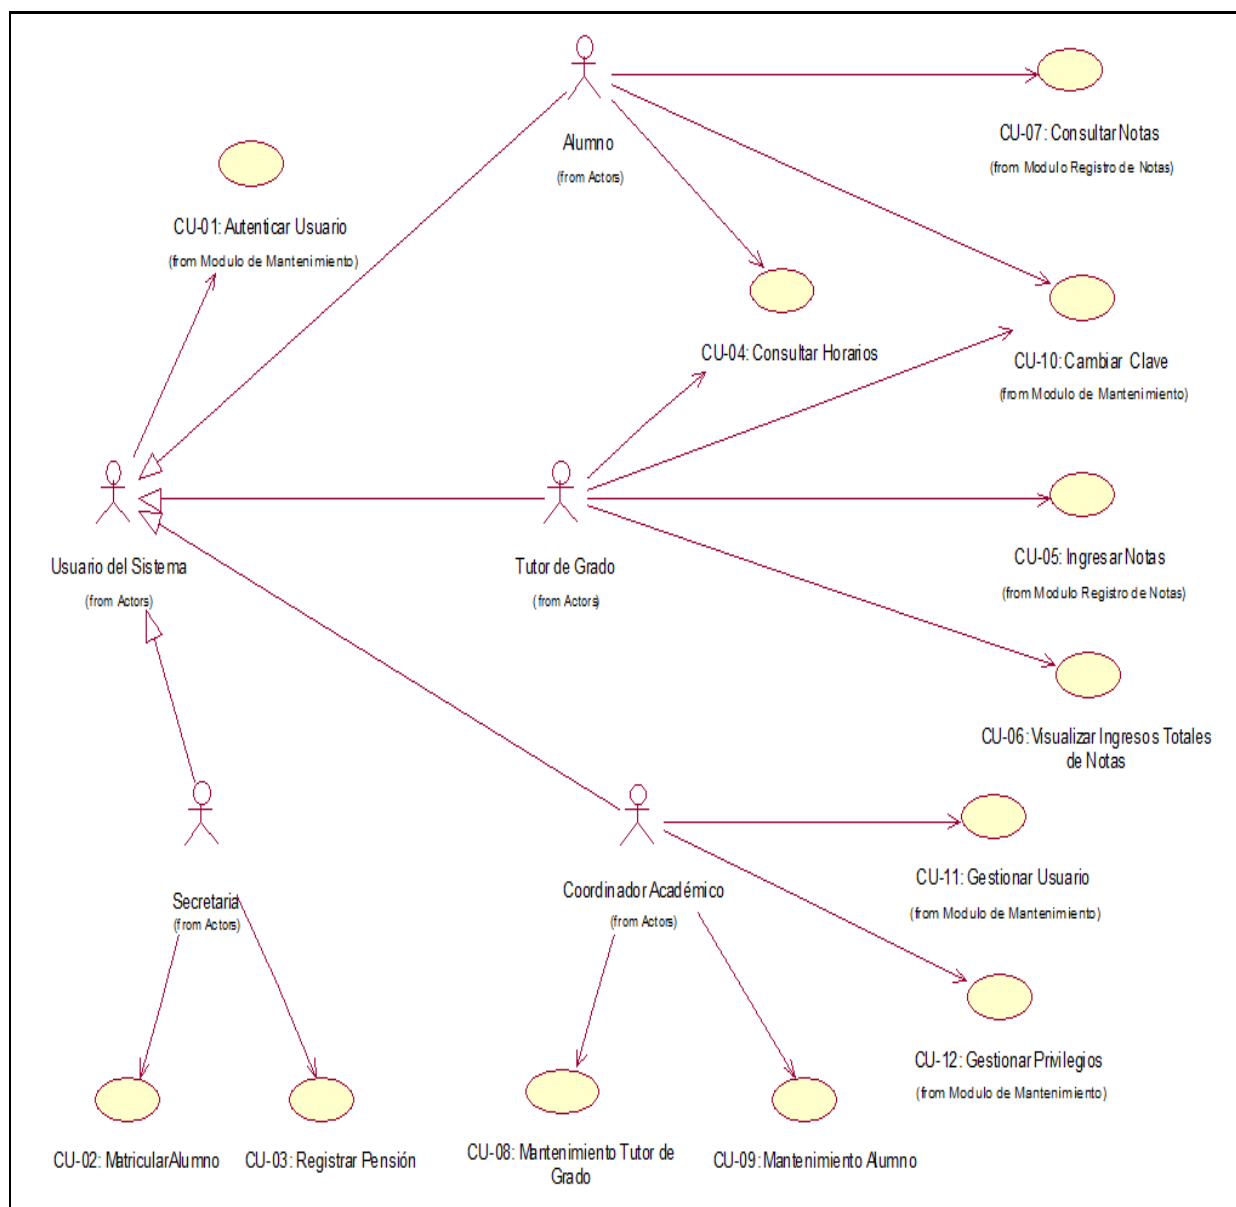 Alumno
(from Actors)
CU-07: Consultar Notas
(from Modulo Registro de Notas)
CU-01: Autenticar Usuario
(from Modulo de Mantenimiento)
CU-04: Consultar Horarios
CU-10: Cambiar Clave
(from Modulo de Mantenimiento)
Usuario del Sistema
(from Actors)
Tutor de Grado
(from Actors)
CU-05: Ingresar Notas
(from Modulo Registro de Notas)
CU-06: Visualizar Ingresos Totales
de Notas
Secretaria
(from Actors)
Coordinador Académico
(from Actors)
CU-11: Gestionar Usuario
(from Modulo de Mantenimiento)
CU-12: Gestionar Privilegios
(from Modulo de Mantenimiento)
CU-02: Matricular Alumno
CU-03: Registrar Pensión
CU-08: Mantenimiento Tutor de
Grado
CU-09: Mantenimiento Alumno